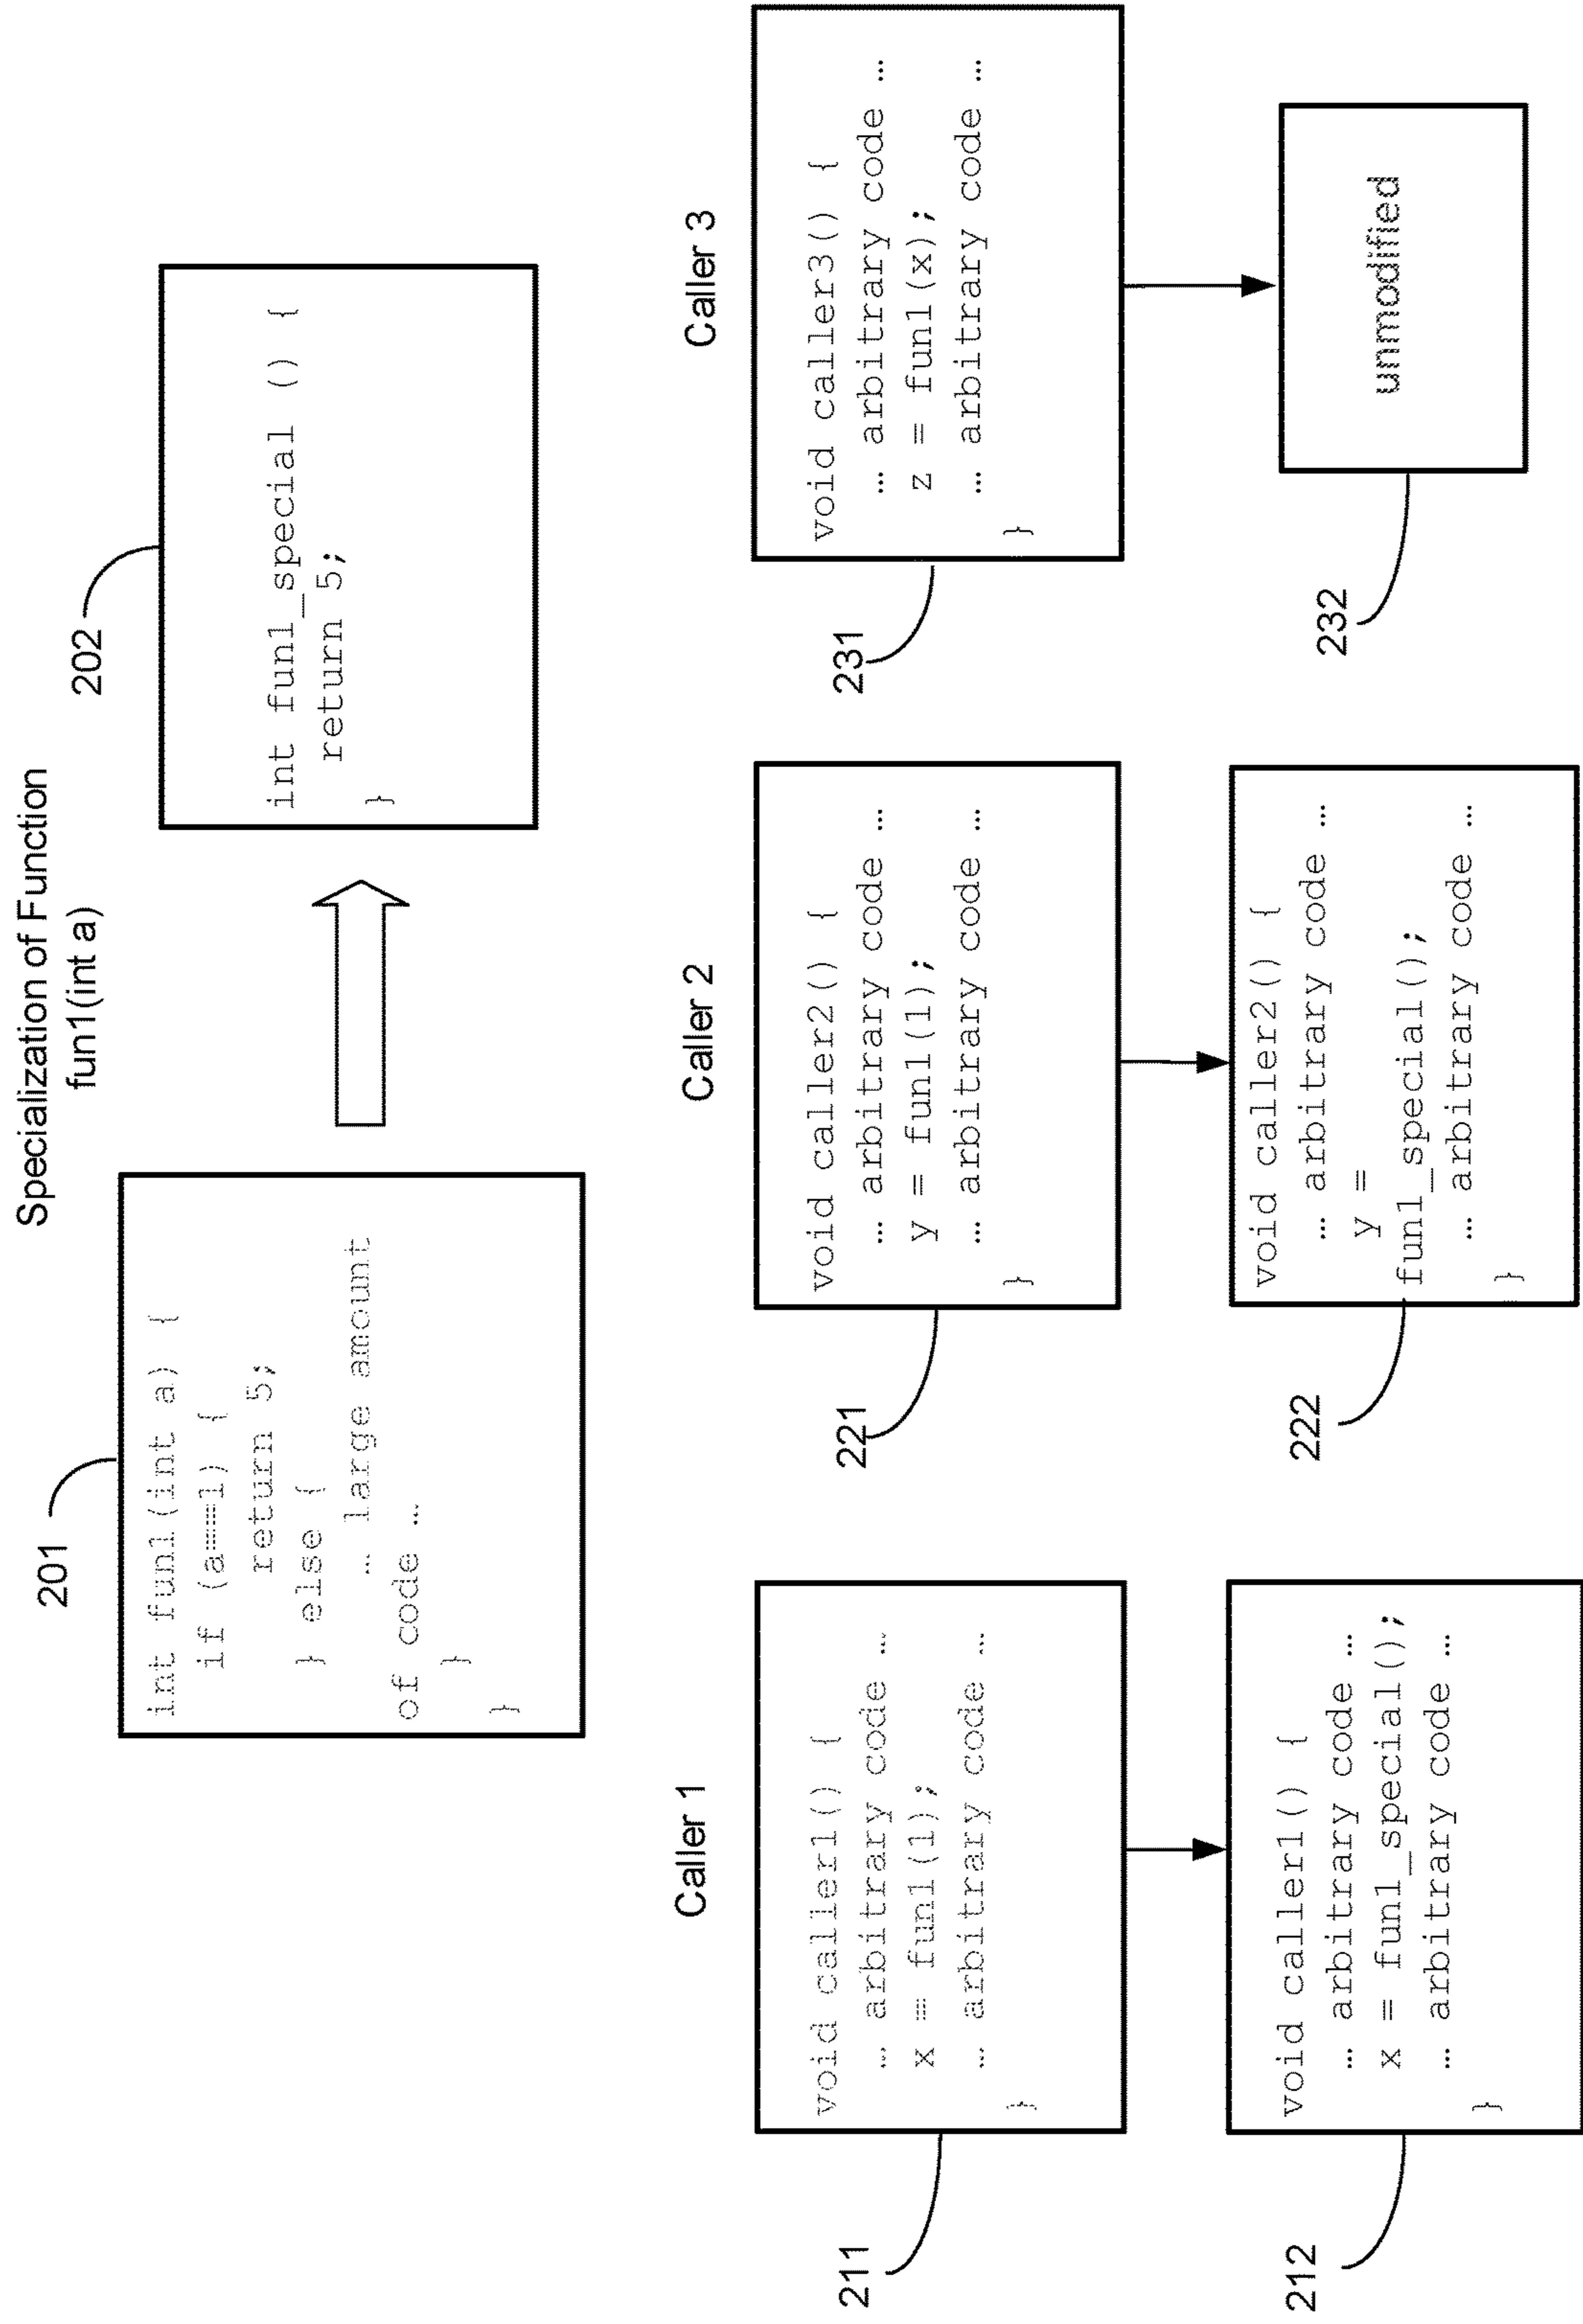 Specialization of Function
fun1(int a)
201
int fun1(int a) {
if (a==1) {
return 5;
} else {
… large amount
of code …
}
}
202
int fun1_special () {
return 5;
}
Caller 1
211
void caller1() {
… arbitrary code …
x = fun1(1);
… arbitrary code …
}
212
void caller1() {
… arbitrary code …
x = fun1_special();
… arbitrary code …
}
Caller 2
221
void caller2() {
… arbitrary code …
y = fun1(1);
… arbitrary code …
}
222
void caller2() {
… arbitrary code …
y =
fun1_special();
… arbitrary code …
}
Caller 3
231
void caller3() {
… arbitrary code …
z = fun1(x);
… arbitrary code …
}
232
unmodified